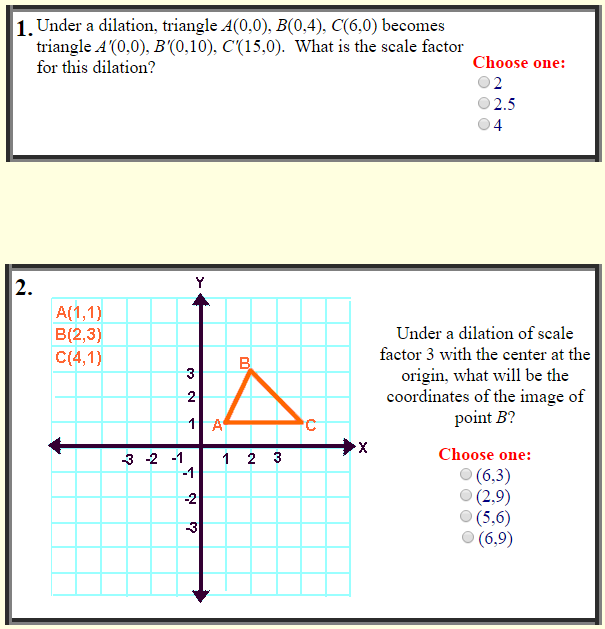 1. Under a dilation, triangle A(0,0), B(0,4), C(6,0) becomes
triangle A'(0,0), B'(0,10), C'(15,0). What is the scale factor
for this dilation?
Choose one:
2
2.5
4
2.
Y
A(1,1)
B(2,3)
C(4,1)
B
3
2
1
A
C
X
-3 -2 -1 1 2 3
-1
-2
-3
Under a dilation of scale
factor 3 with the center at the
origin, what will be the
coordinates of the image of
point B?
Choose one:
(6,3)
(2,9)
(5,6)
(6,9)